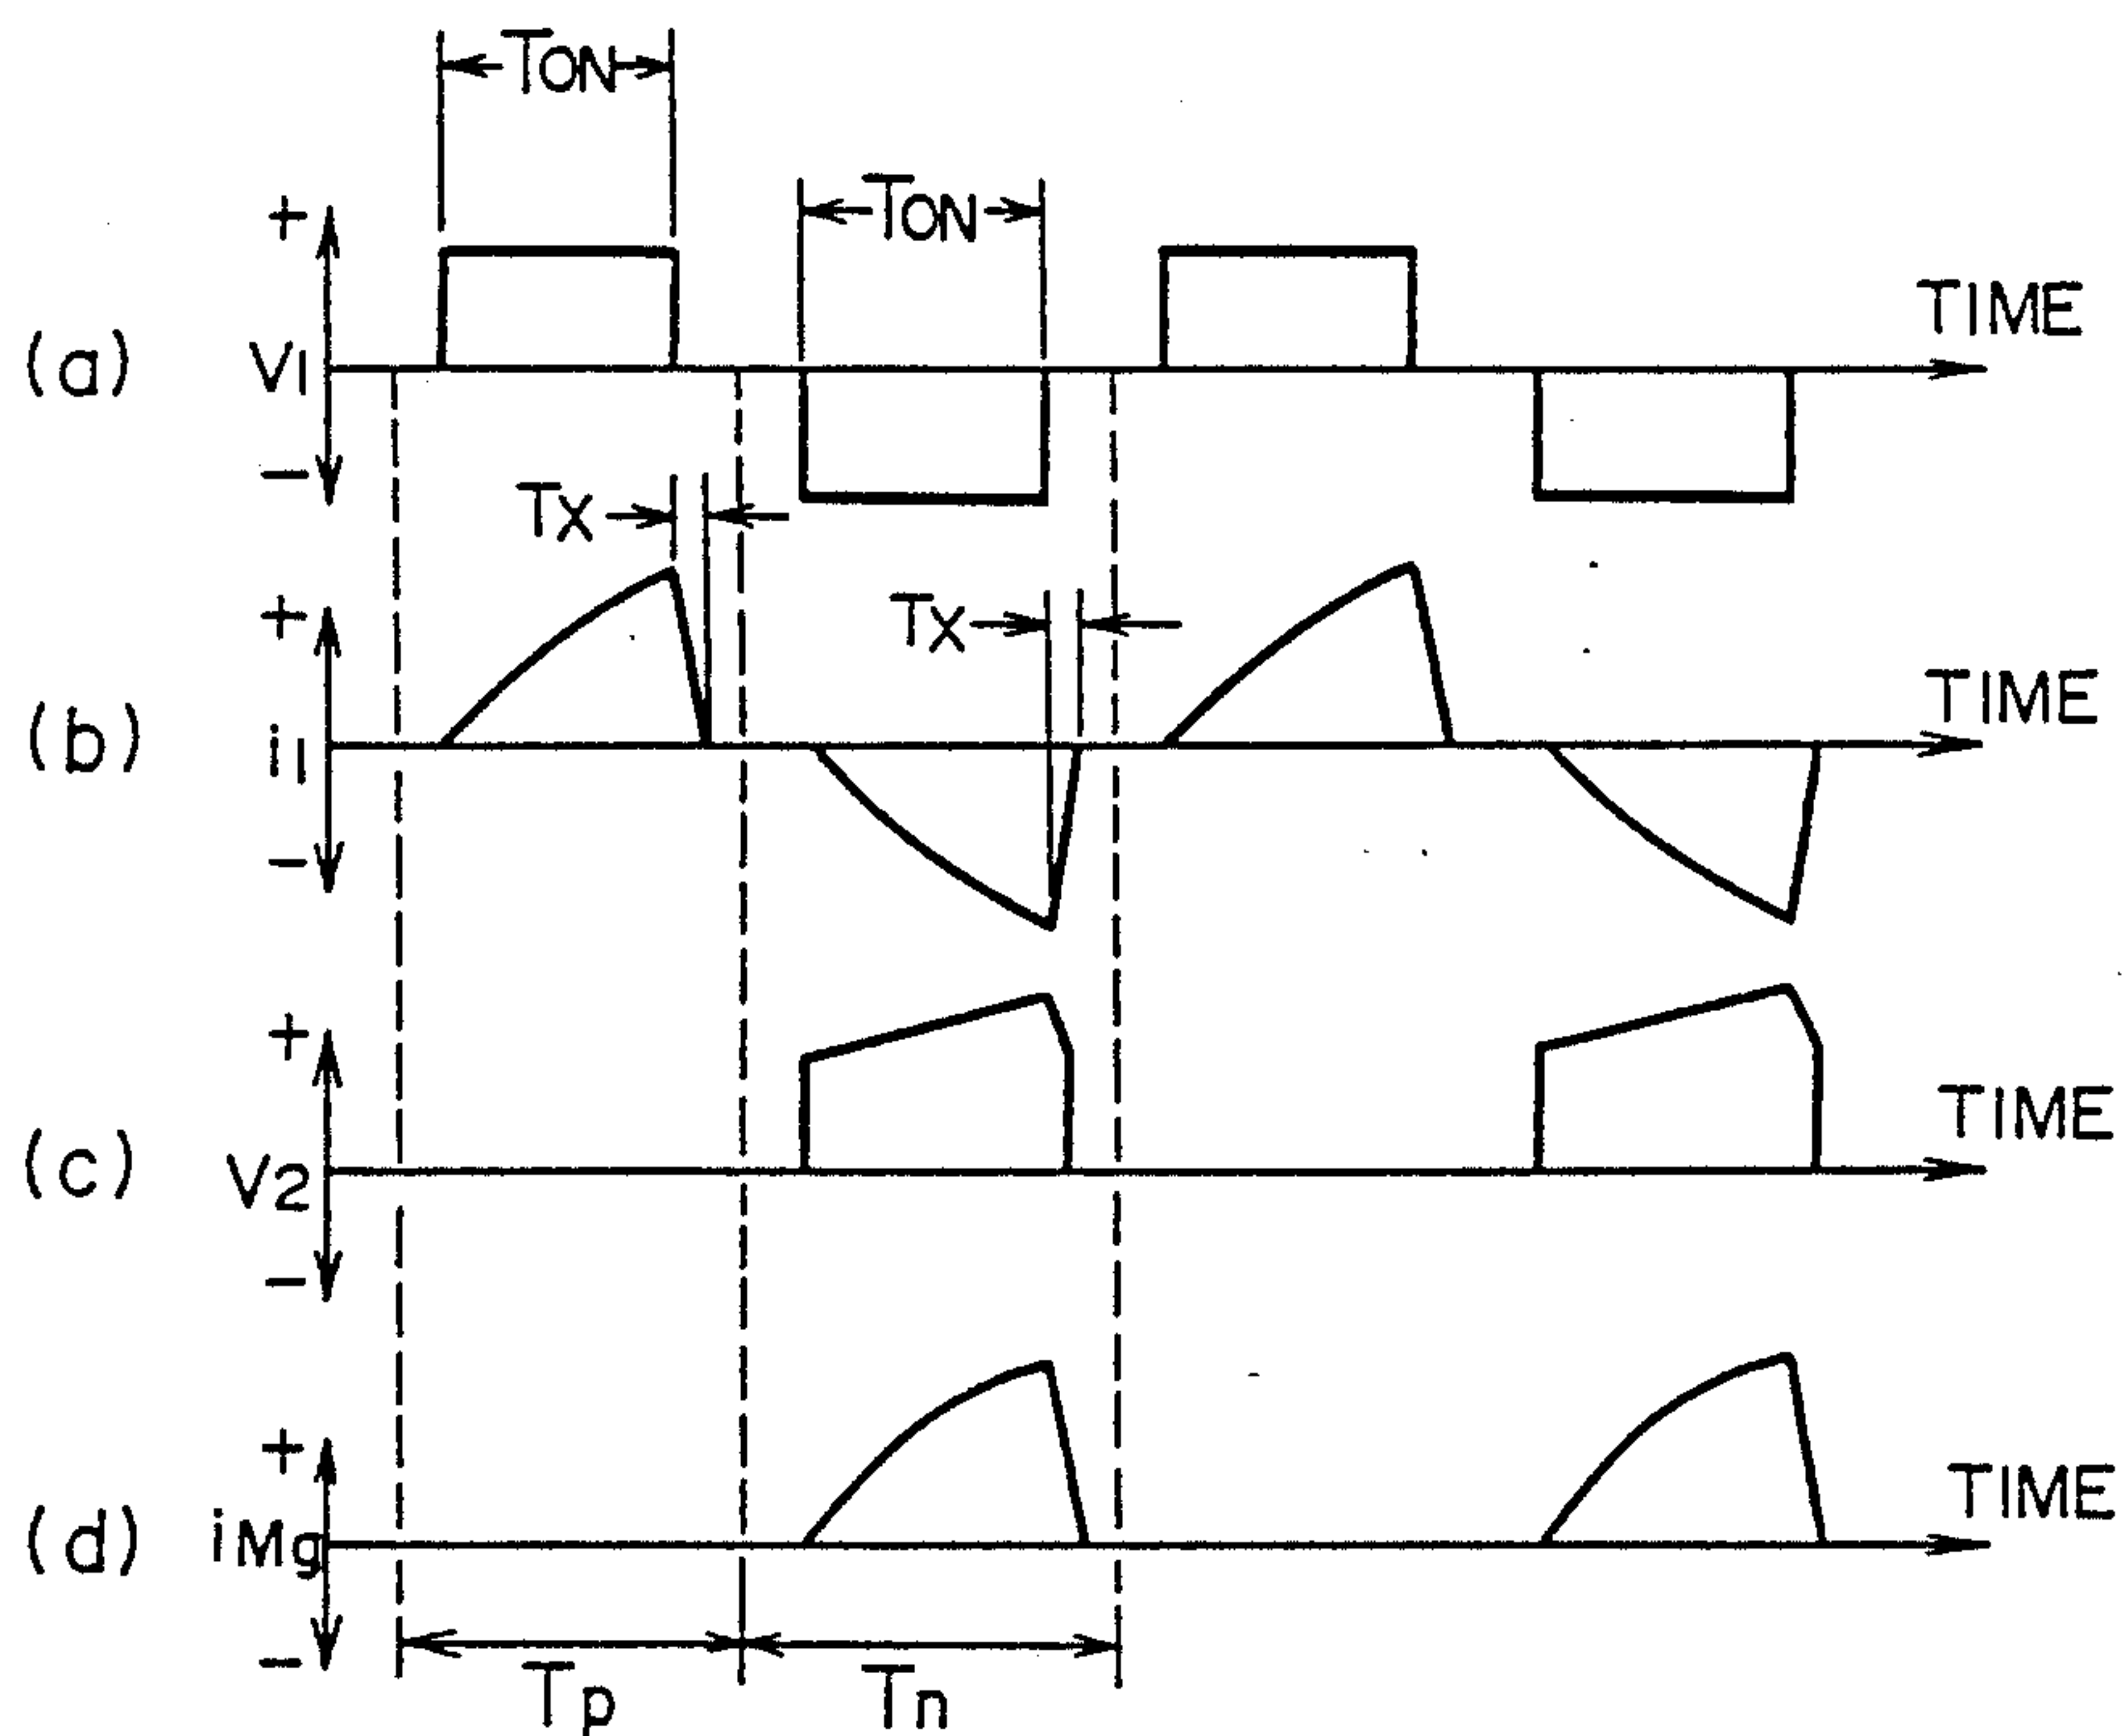 TON
+
TON
TIME
(a) V1
−
TX
+
TX
TIME
(b) i1
−
+
TIME
(c) V2
−
+
TIME
(d) iMg
−
Tp Tn